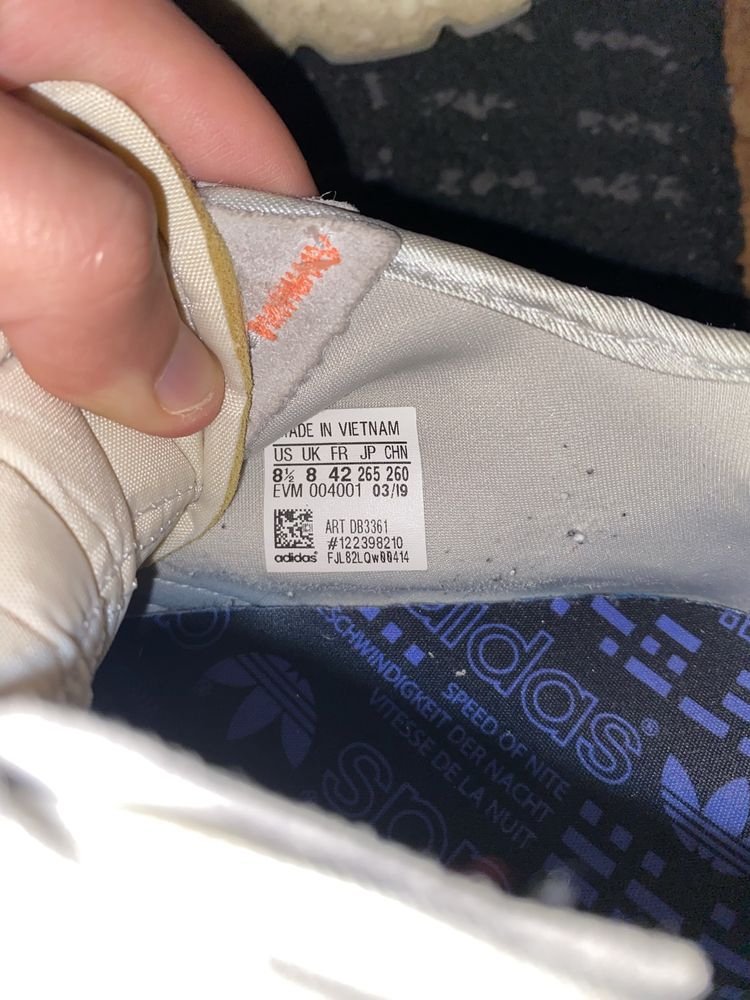 MADE IN VIETNAM
US UK FR JP CHN
8½ 8 42 265 260
EVM 004001 03/19
ART DB3361
#122398210
adidas FJL82LQw00414
adidas®
SPEED OF NITE
GESCHWINDIGKEIT DER NACHT
VITESSE DE LA NUIT